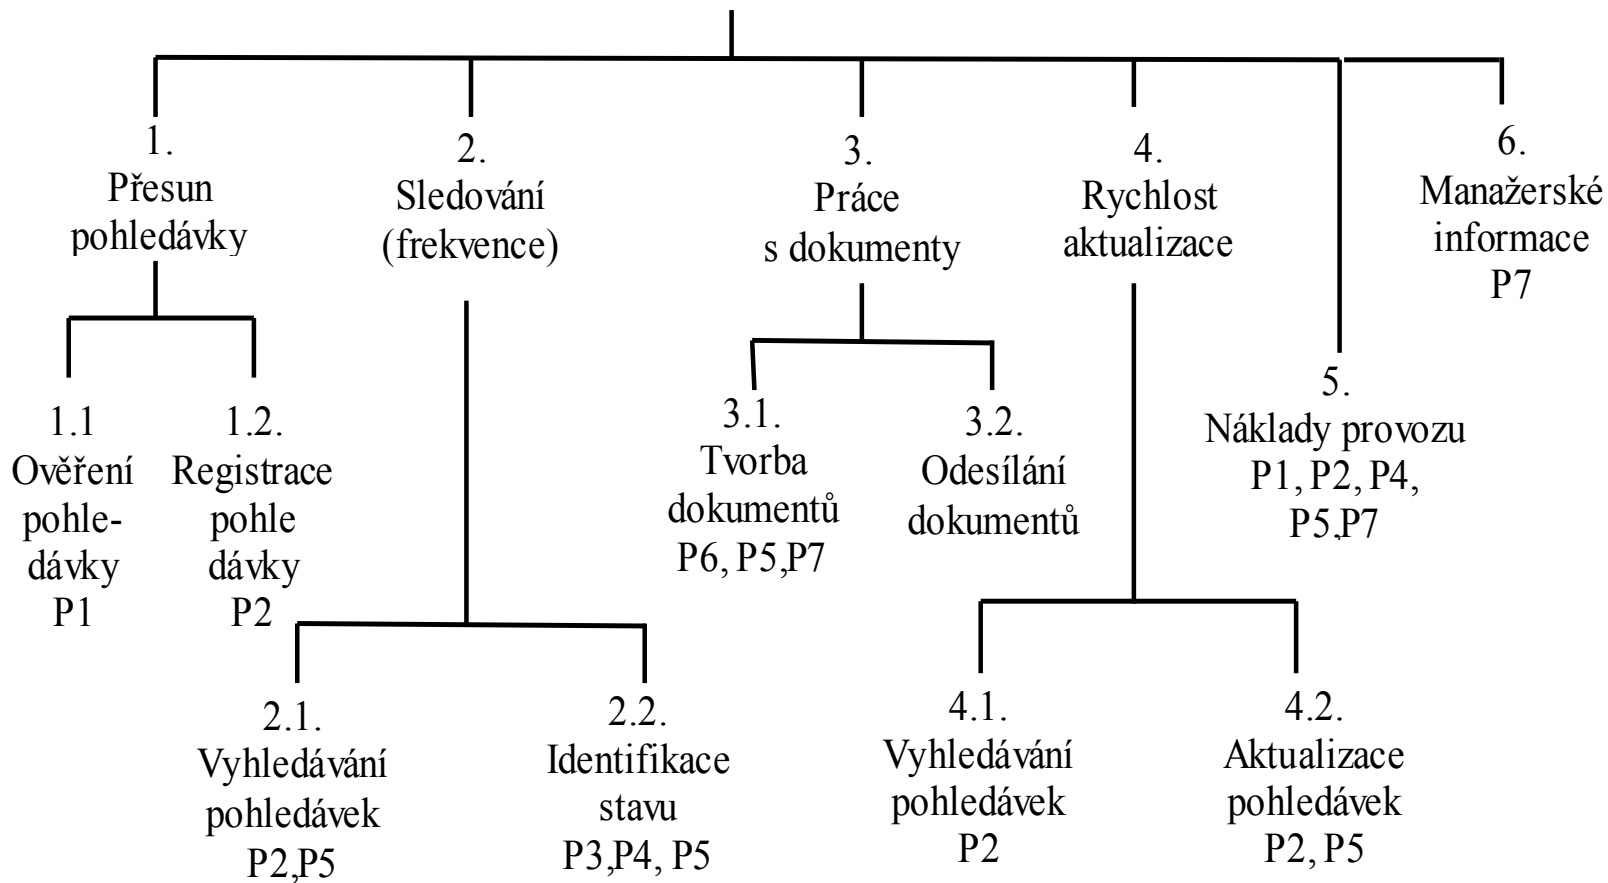 1.
Přesun
pohledávky
2.
Sledování
(frekvence)
3.
Práce
s dokumenty
4.
Rychlost
aktualizace
6.
Manažerské
informace
P7
1.1
Ověření
pohle-
dávky
P1
1.2.
Registrace
pohle
dávky
P2
3.1.
Tvorba
dokumentů
P6, P5,P7
3.2.
Odesílání
dokumentů
5.
Náklady provozu
P1, P2, P4,
P5,P7
2.1.
Vyhledávání
pohledávek
P2,P5
2.2.
Identifikace
stavu
P3,P4, P5
4.1.
Vyhledávání
pohledávek
P2
4.2.
Aktualizace
pohledávek
P2, P5